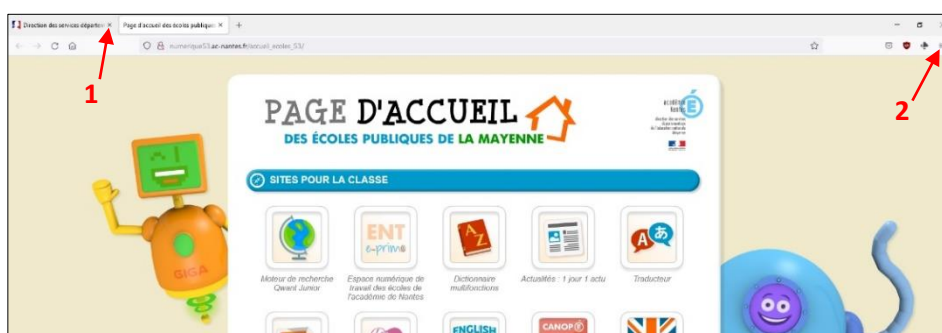 Direction des services départe
Page d'accueil des écoles publique
numerique53.ac-nantes.fr/accueil_ecoles_53/
1
2
PAGE D'ACCUEIL
DES ÉCOLES PUBLIQUES DE LA MAYENNE
SITES POUR LA CLASSE
ENT
e-primo
A
Z
Moteur de recherche
Qwant Junior
Espace numérique de
travail des écoles de
l'académie de Nantes
Dictionnaire
multifonctions
Actualités : 1 jour 1 actu
Traducteur
GIGA
ENGLISH
CANOPÉ